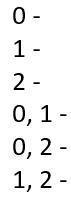 0 -
1 -
2 -
0, 1 -
0, 2 -
1, 2 -